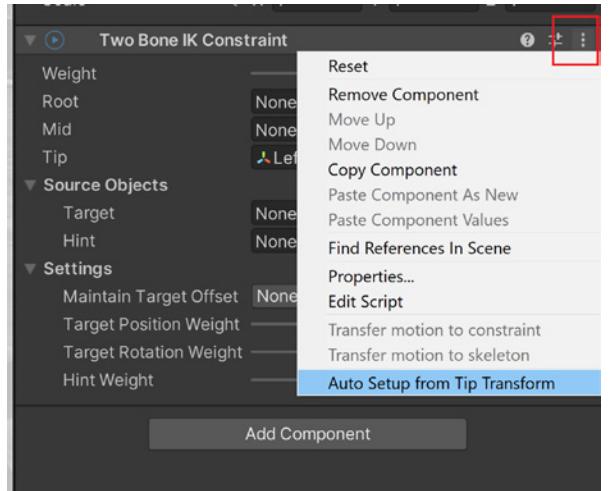 Two Bone IK Constraint
Weight
Root None
Mid None
Tip Lef
Source Objects
Target None
Hint None
Settings
Maintain Target Offset None
Target Position Weight
Target Rotation Weight
Hint Weight
Add Component
Reset
Remove Component
Move Up
Move Down
Copy Component
Paste Component As New
Paste Component Values
Find References In Scene
Properties...
Edit Script
Transfer motion to constraint
Transfer motion to skeleton
Auto Setup from Tip Transform